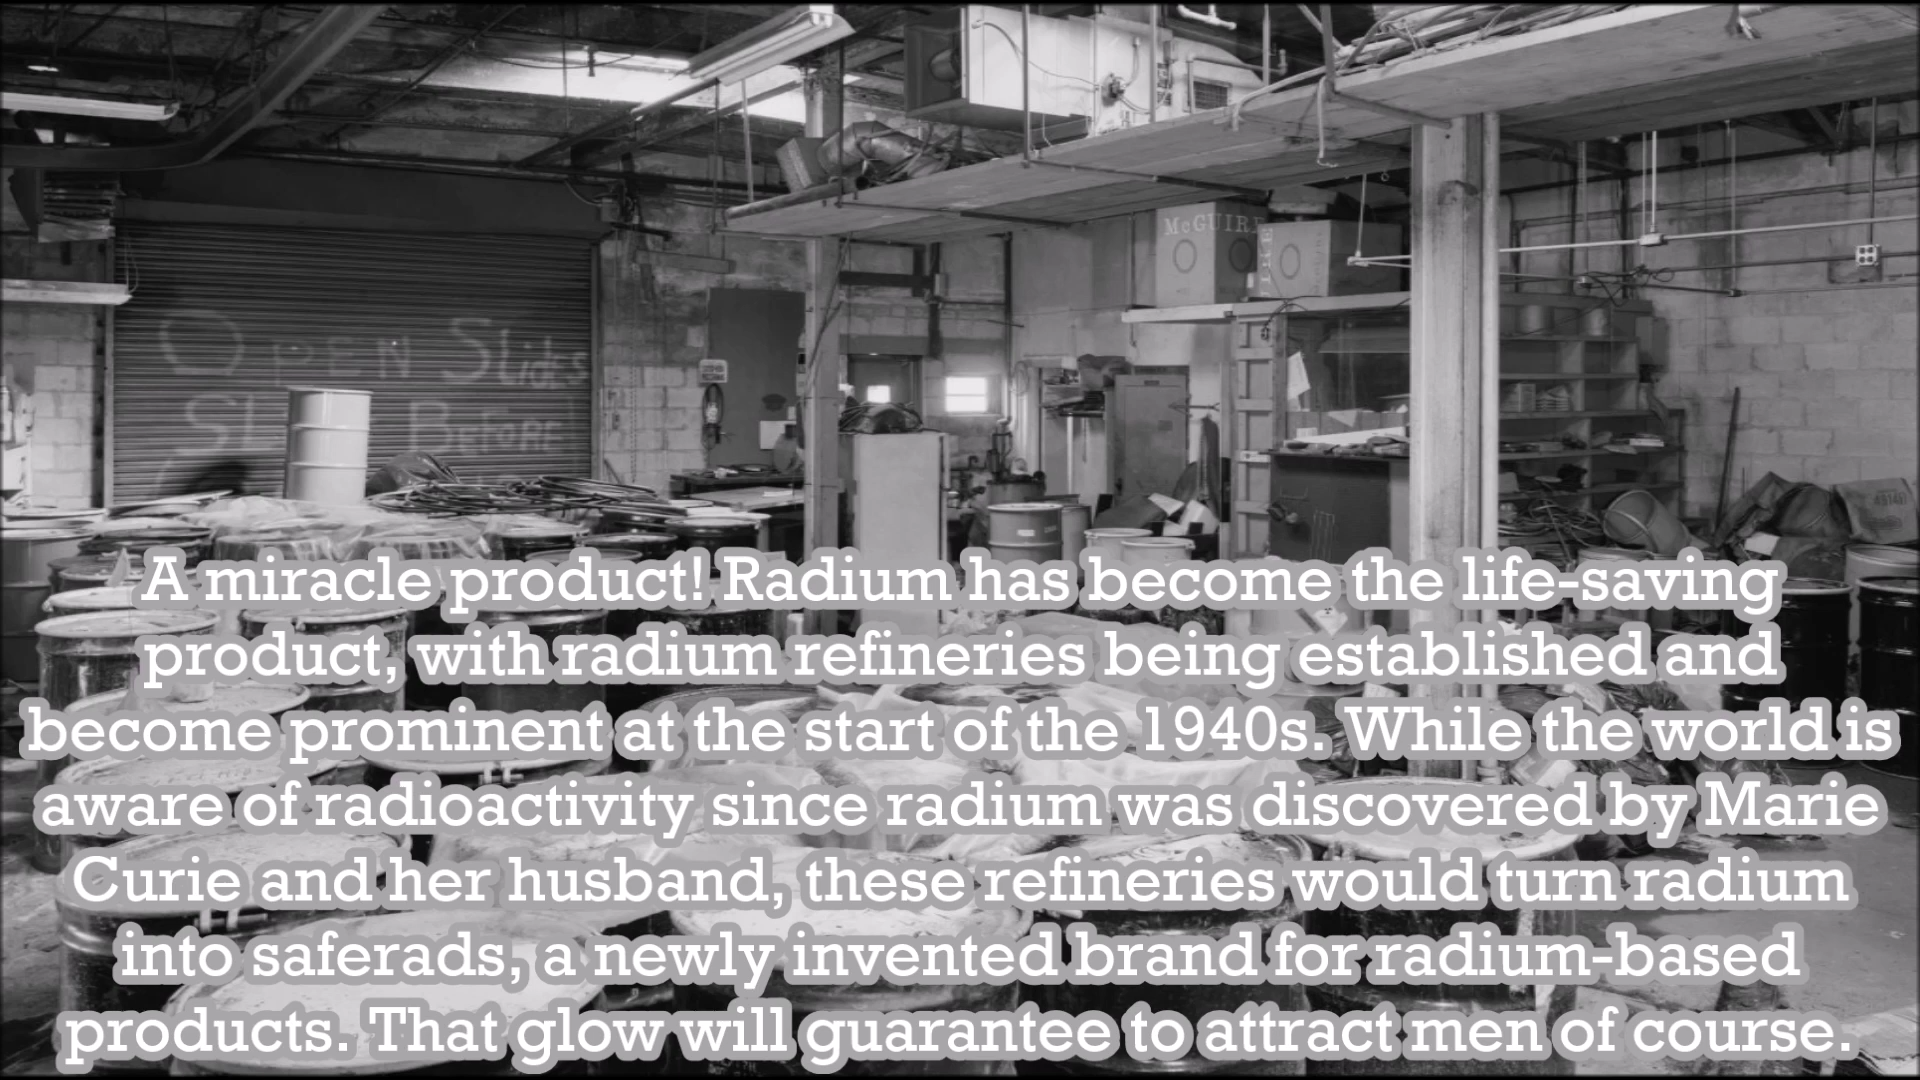 McGUIRE
OPEN Slides
BEFORE
A miracle product! Radium has become the life-saving
product, with radium refineries being established and
become prominent at the start of the 1940s. While the world is
aware of radioactivity since radium was discovered by Marie
Curie and her husband, these refineries would turn radium
into saferads, a newly invented brand for radium-based
products. That glow will guarantee to attract men of course.